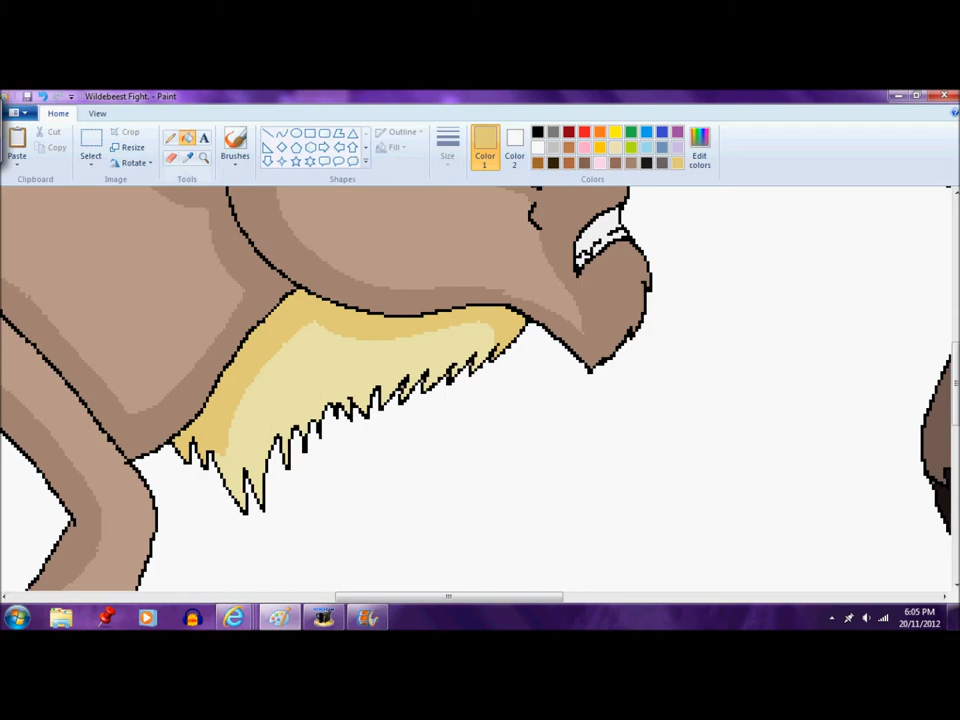 Wildebeest Fight. - Paint
Home View
Cut
Copy
Paste
Clipboard
Crop
Resize
Rotate
Select
Image
A
Tools
Brushes
Outline
Fill
Shapes
Size
Color 1
Color 2
Edit colors
Colors
6:05 PM
20/11/2012